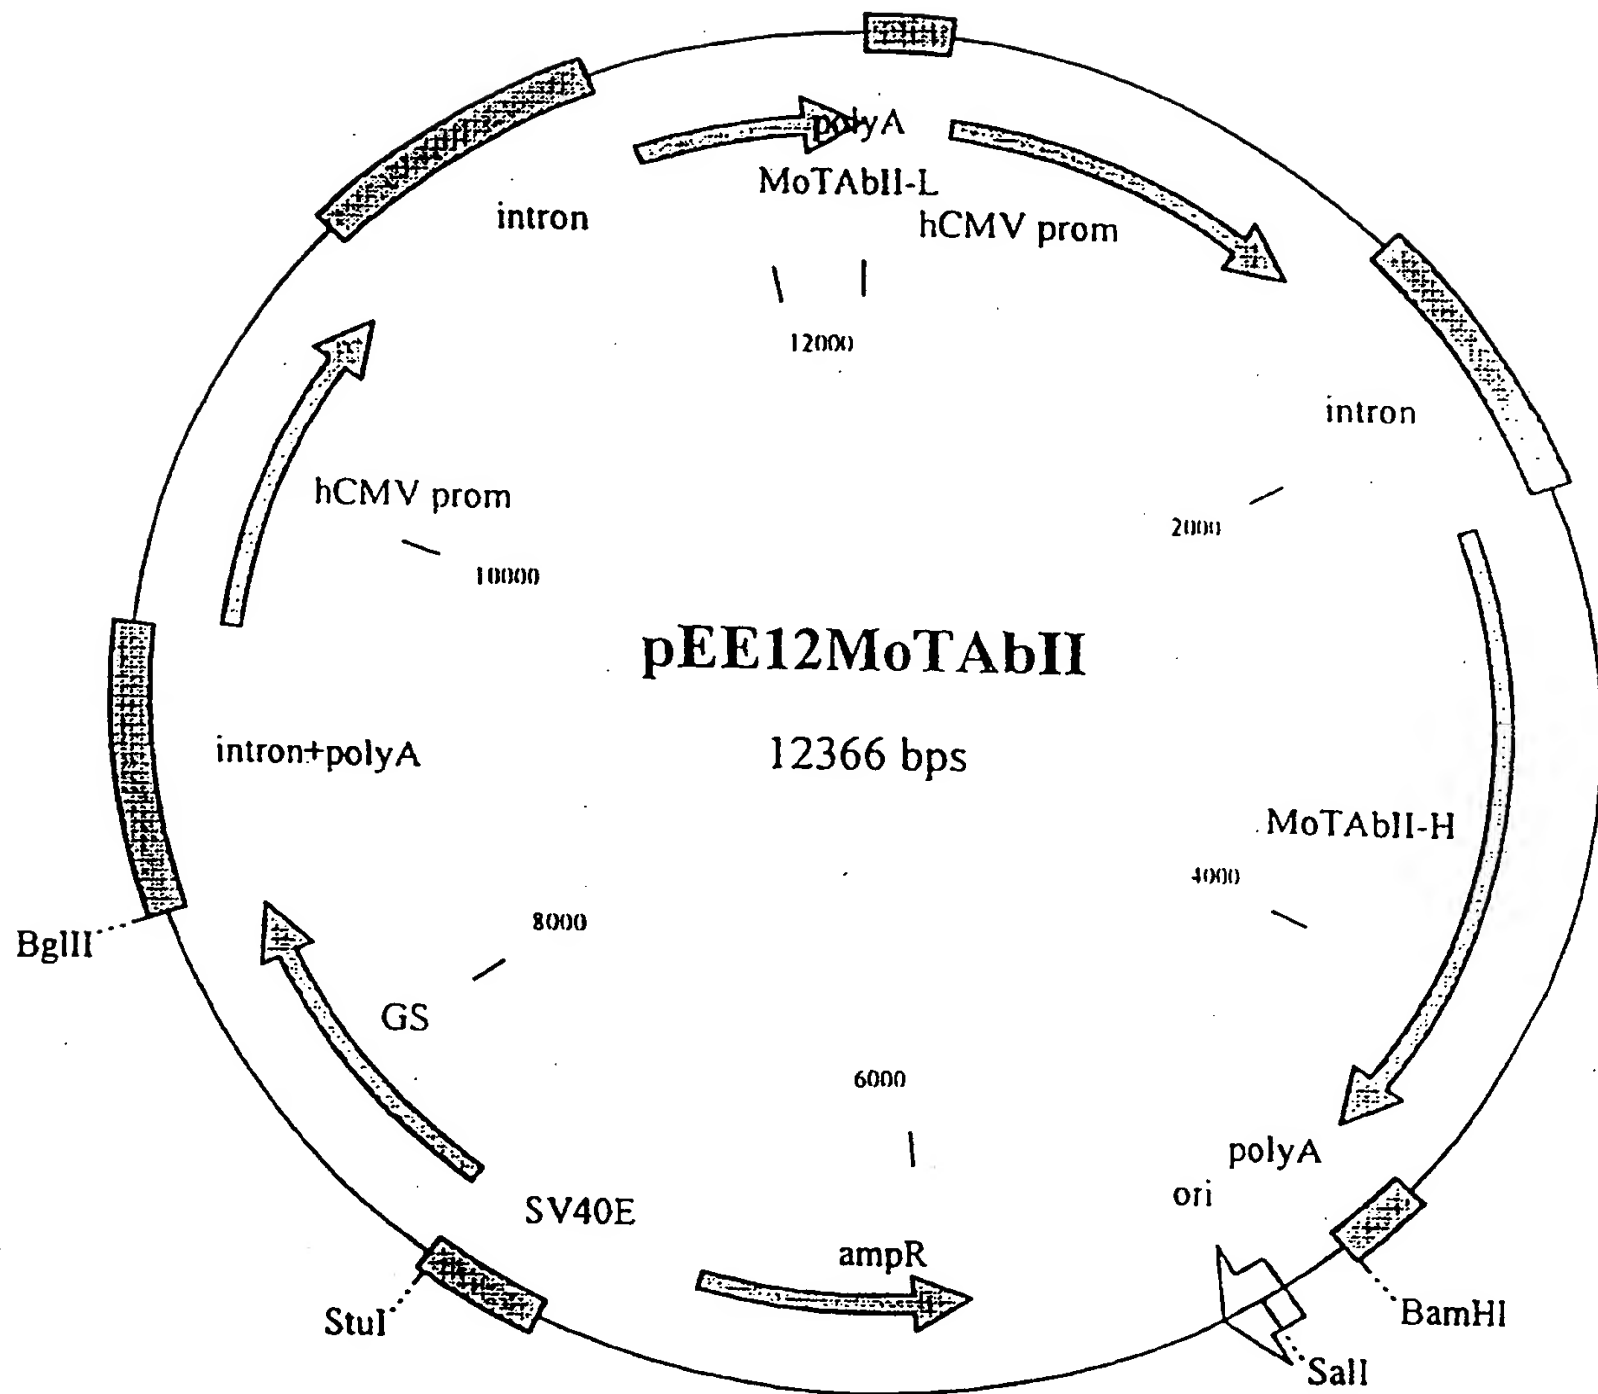 polyA
MoTAbII-L
intron
hCMV prom
12000
intron
hCMV prom
2000
10000
pEE12MoTAbII
intron+polyA
12366 bps
MoTAbII-H
4000
8000
BglII
GS
6000
polyA
ori
SV40E
ampR
StuI
BamHI
SalI